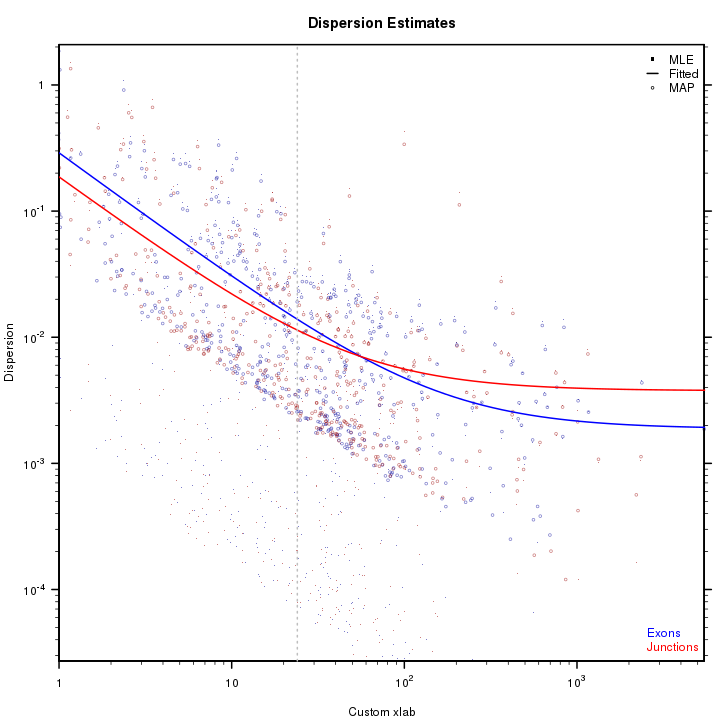 Dispersion Estimates
MLE
Fitted
MAP
Dispersion
1
10^-1
10^-2
10^-3
10^-4
Exons
Junctions
1
10
10^2
10^3
Custom xlab